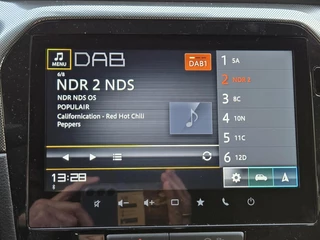 MENU
DAB
DAB1
6/8
NDR 2 NDS
NDR NDS OS
POPULAIR
Californication - Red Hot Chili
Peppers
13:28
1 5A
2 NDR 2
3 8C
4 10N
5 11C
6 12D